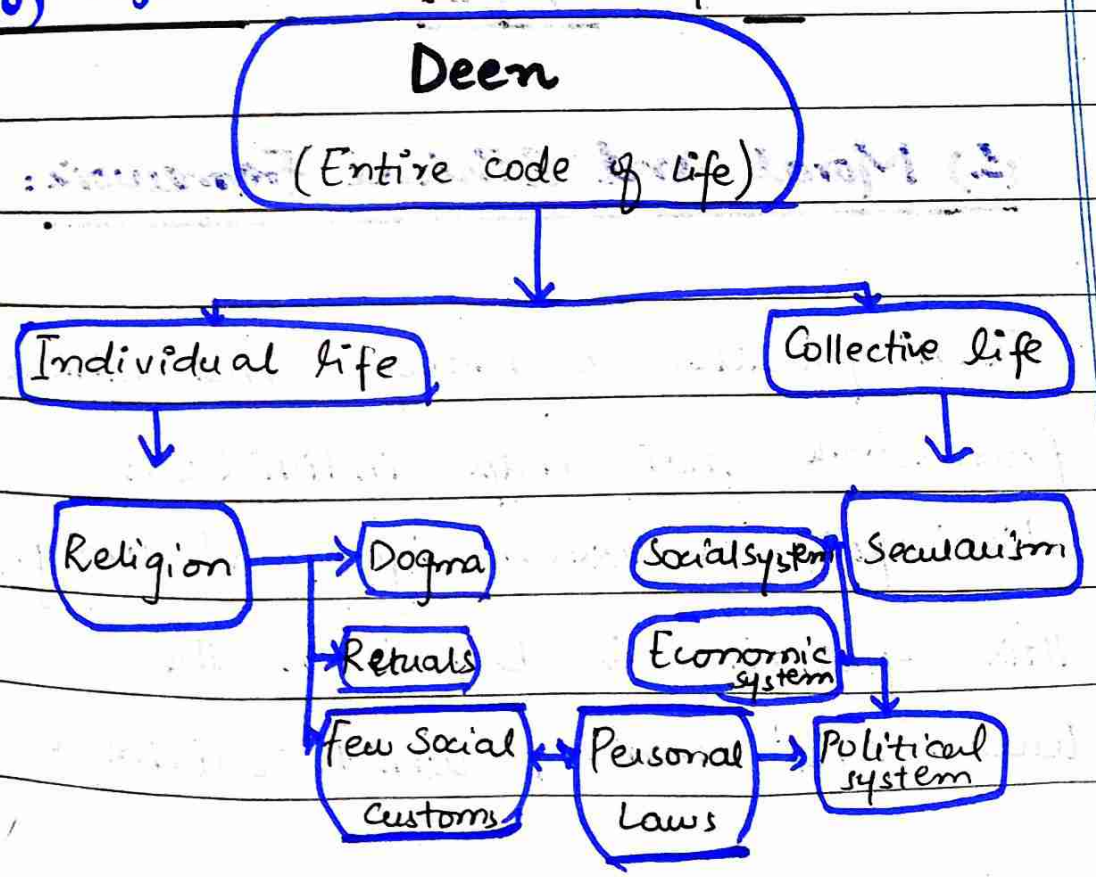 Deen
(Entire code of life)
Individual life
Collective life
Religion
Dogma
Social system
Secularism
Retuals
Economic
system
Few Social
Customs
Personal
Laws
Political
system